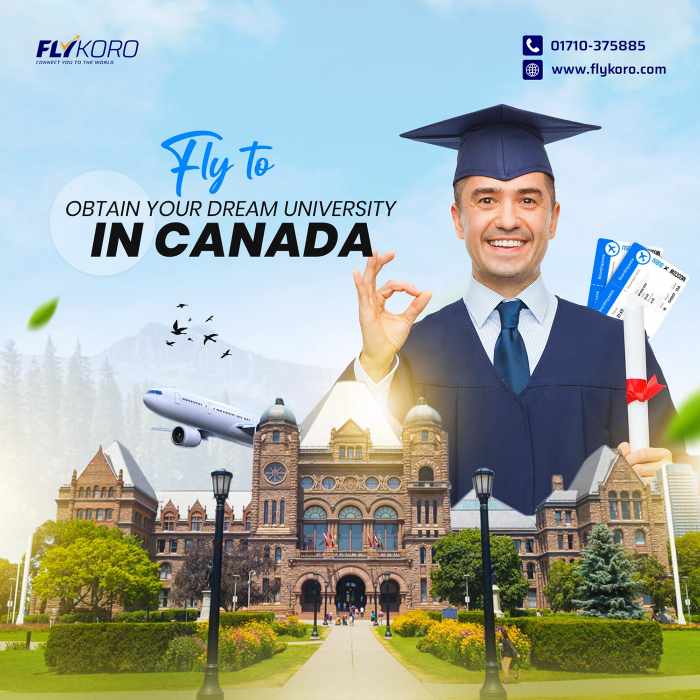 FLYKORO
CONNECT YOU TO THE WORLD
01710-375885
www.flykoro.com
Fly to
OBTAIN YOUR DREAM UNIVERSITY
IN CANADA